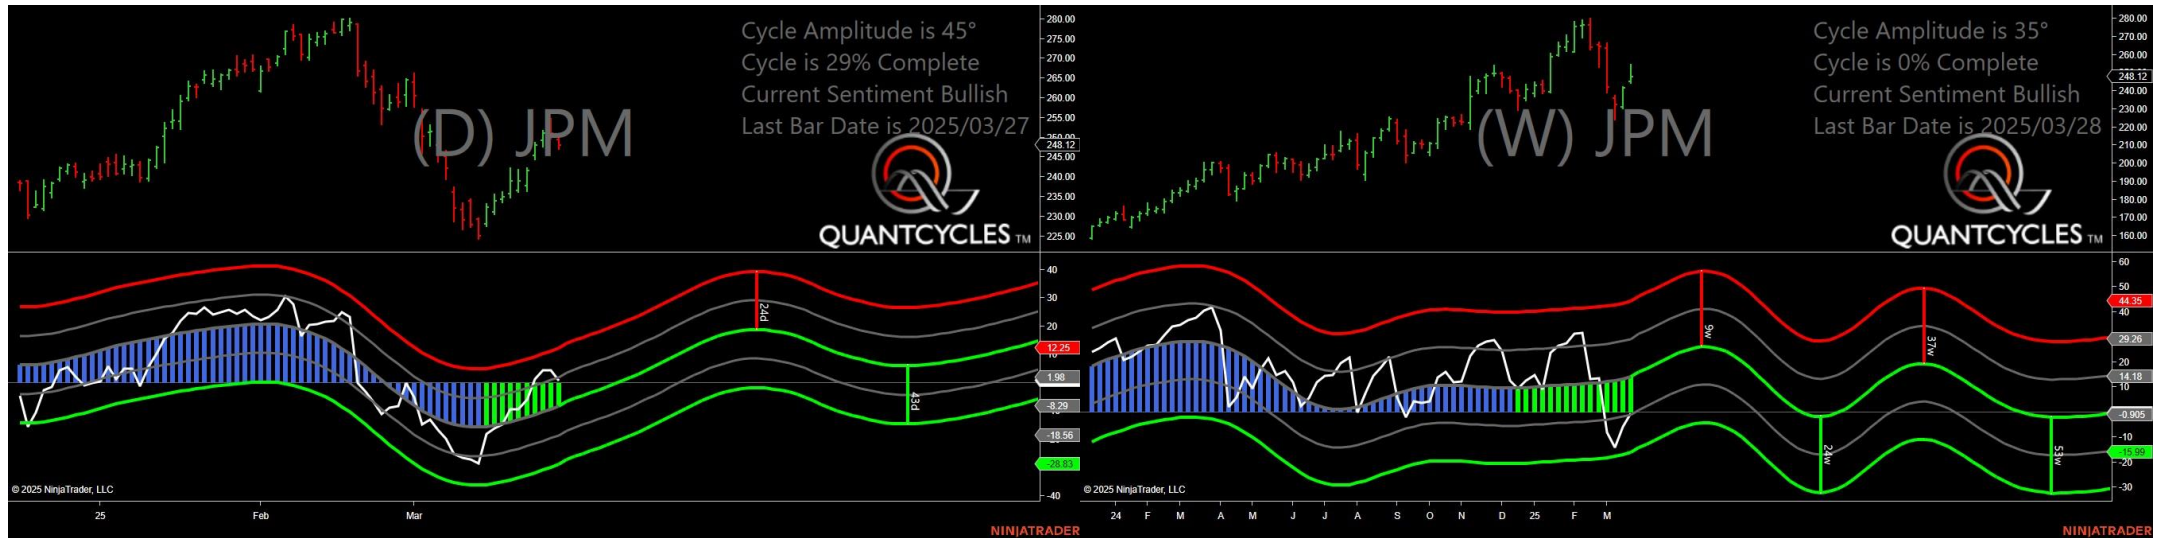 Cycle Amplitude is 45°
Cycle is 29% Complete
Current Sentiment Bullish
Last Bar Date is 2025/03/27
(D) JPM
QUANTCYCLES TM
280.00
275.00
270.00
265.00
260.00
255.00
248.12
245.00
240.00
235.00
230.00
225.00
40
30
20
12.25
1.98
-8.29
-18.56
-28.83
-40
24d
43d
© 2025 NinjaTrader, LLC
25
Feb
Mar
NINJATRADER
Cycle Amplitude is 35°
Cycle is 0% Complete
Current Sentiment Bullish
Last Bar Date is 2025/03/28
(W) JPM
QUANTCYCLES TM
280.00
270.00
260.00
248.12
240.00
230.00
220.00
210.00
200.00
190.00
180.00
170.00
160.00
60
50
44.35
40
29.26
20
14.18
10
-0.905
-10
-15.99
-20
-30
9w
37w
24w
53w
© 2025 NinjaTrader, LLC
24 F M A M J J A S O N D 25 F M
NINJATRADER